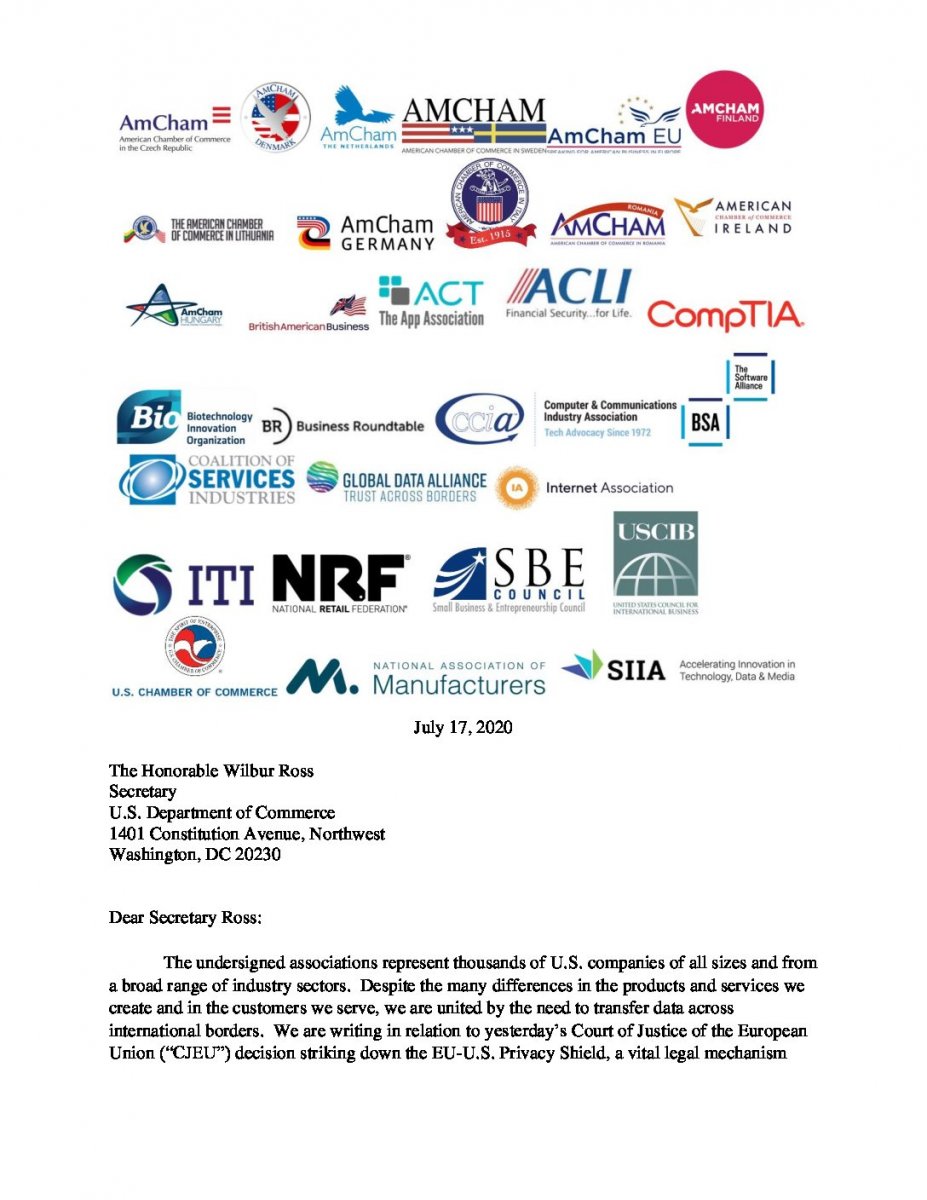 AmCham
American Chamber of Commerce
in the Czech Republic
AMCHAM
DENMARK
AmCham
THE NETHERLANDS
AMCHAM
AMERICAN CHAMBER OF COMMERCE IN SWEDEN
AmCham EU
SPEAKING FOR AMERICAN BUSINESS IN EUROPE
AMCHAM
FINLAND
THE AMERICAN CHAMBER
OF COMMERCE IN LITHUANIA
AmCham
GERMANY
AMERICAN CHAMBER OF COMMERCE IN ITALY
Est. 1915
ROMANIA
AMCHAM
AMERICAN CHAMBER OF COMMERCE IN ROMANIA
AMERICAN
CHAMBER OF COMMERCE
IRELAND
AmCham
HUNGARY
BritishAmericanBusiness
ACT
The App Association
ACLI
Financial Security...for Life.
CompTIA.
Bio
Biotechnology
Innovation
Organization
BR
Business Roundtable
ccia
Computer & Communications
Industry Association
Tech Advocacy Since 1972
The
Software
Alliance
BSA
COALITION OF
SERVICES
INDUSTRIES
GLOBAL DATA ALLIANCE
TRUST ACROSS BORDERS
IA
Internet Association
ITI
NRF®
NATIONAL RETAIL FEDERATION®
SBE
COUNCIL
Small Business & Entrepreneurship Council
USCIB
UNITED STATES COUNCIL FOR
INTERNATIONAL BUSINESS
THE SPIRIT OF ENTERPRISE
U.S. CHAMBER OF COMMERCE
U.S. CHAMBER OF COMMERCE
M.
NATIONAL ASSOCIATION OF
Manufacturers
SIIA
Accelerating Innovation in
Technology, Data & Media
July 17, 2020
The Honorable Wilbur Ross
Secretary
U.S. Department of Commerce
1401 Constitution Avenue, Northwest
Washington, DC 20230
Dear Secretary Ross:
The undersigned associations represent thousands of U.S. companies of all sizes and from
a broad range of industry sectors. Despite the many differences in the products and services we
create and in the customers we serve, we are united by the need to transfer data across
international borders. We are writing in relation to yesterday’s Court of Justice of the European
Union (“CJEU”) decision striking down the EU-U.S. Privacy Shield, a vital legal mechanism